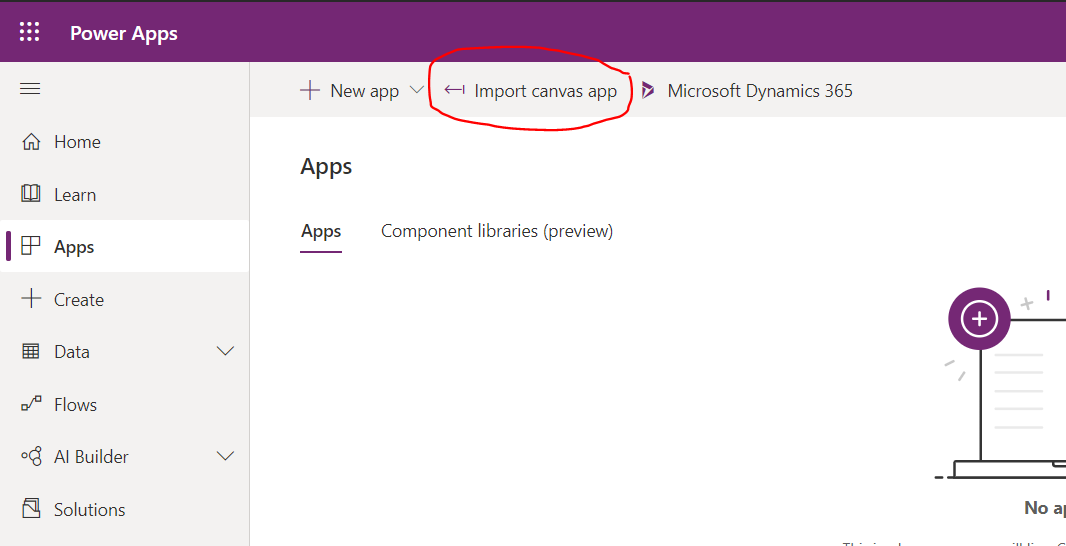 Power Apps
New app Import canvas app Microsoft Dynamics 365
Home
Learn
Apps
Create
Data
Flows
AI Builder
Solutions
Apps
Apps Component libraries (preview)
No